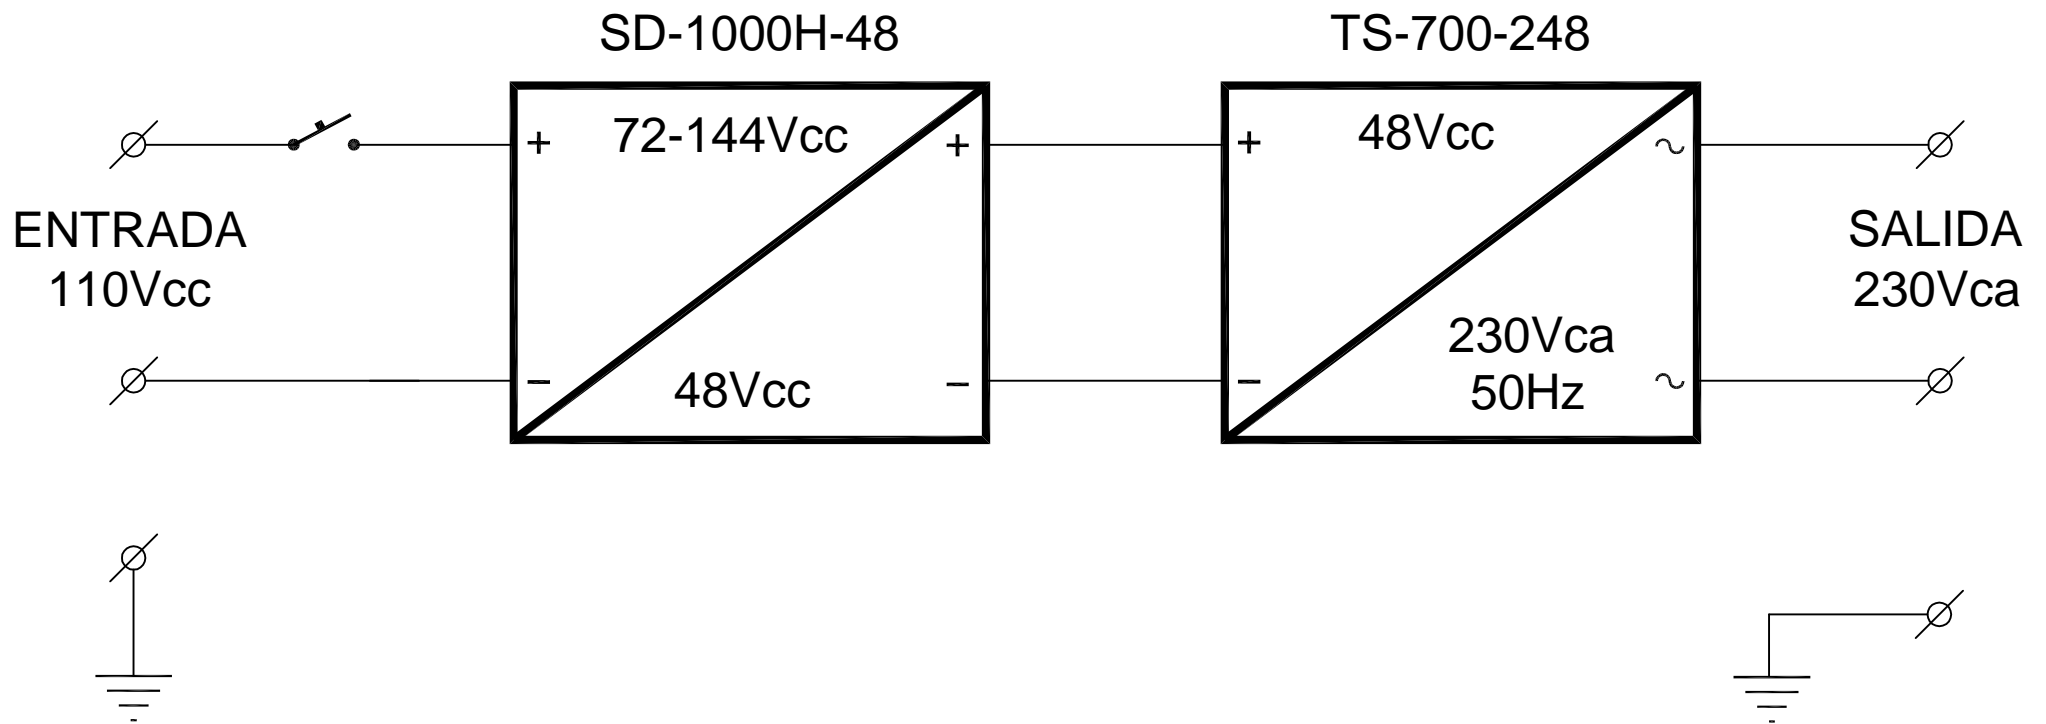 SD-1000H-48
TS-700-248
+ 72-144Vcc +
+ 48Vcc ~
ENTRADA
110Vcc
SALIDA
230Vca
− 48Vcc −
− 230Vca ~
50Hz